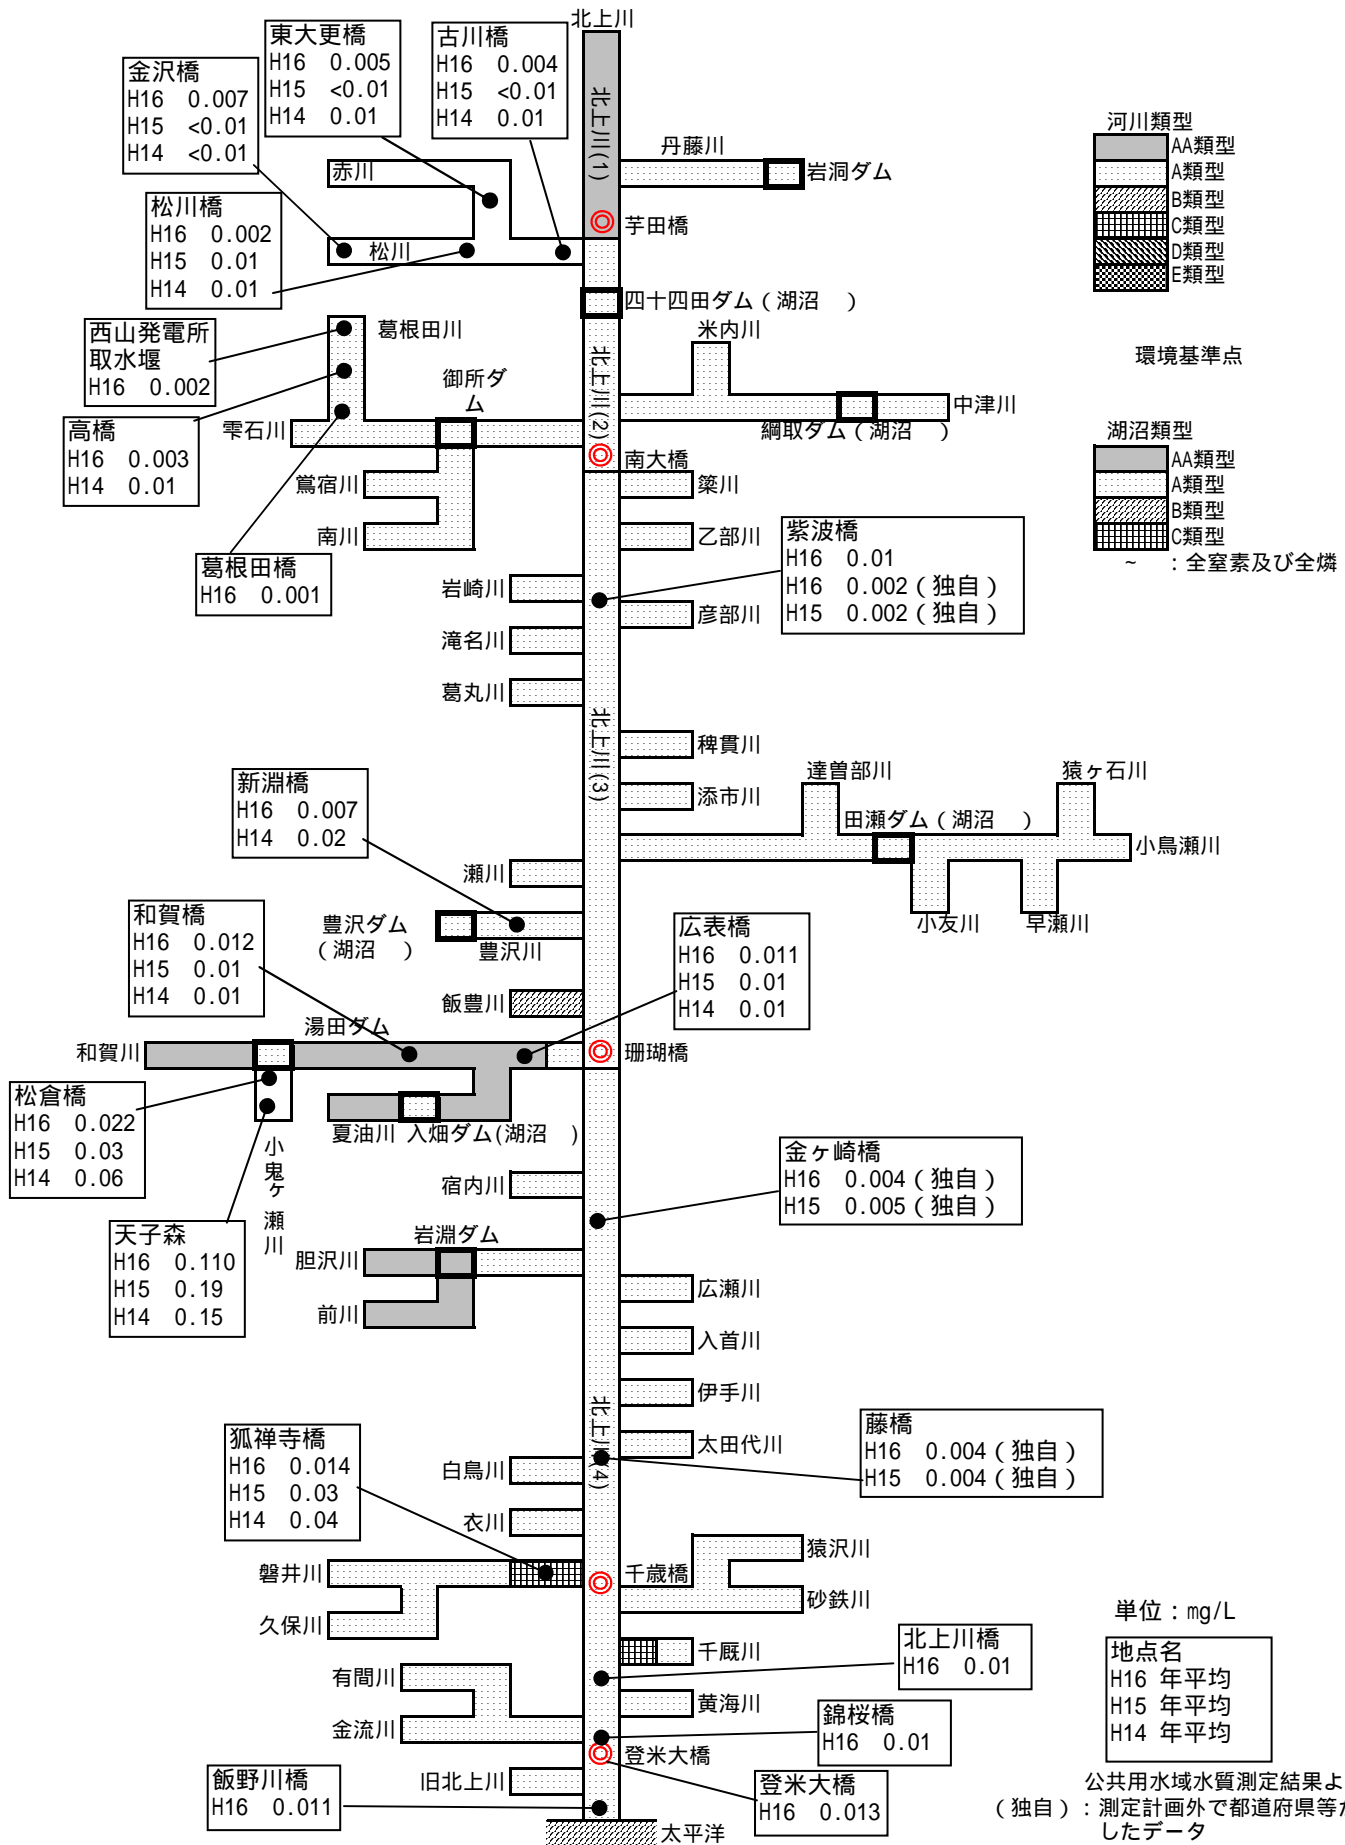 北上川
東大更橋
H16 0.005
H15 <0.01
H14 0.01
古川橋
H16 0.004
H15 <0.01
H14 0.01
金沢橋
H16 0.007
H15 <0.01
H14 <0.01
北上川(1)
河川類型
AA類型
A類型
B類型
C類型
D類型
E類型
丹藤川
赤川
岩洞ダム
松川橋
H16 0.002
H15 0.01
H14 0.01
芋田橋
松川
四十四田ダム(湖沼 )
西山発電所
取水堰
H16 0.002
葛根田川
米内川
環境基準点
御所ダ
ム
北上川(2)
中津川
高橋
H16 0.003
H14 0.01
雫石川
綱取ダム(湖沼 )
湖沼類型
AA類型
A類型
B類型
C類型
~ :全窒素及び全燐
南大橋
鴬宿川
簗川
南川
乙部川
紫波橋
H16 0.01
H16 0.002(独自)
H15 0.002(独自)
葛根田橋
H16 0.001
岩崎川
彦部川
滝名川
葛丸川
北上川(3)
稗貫川
新淵橋
H16 0.007
H14 0.02
達曽部川
猿ヶ石川
添市川
田瀬ダム(湖沼 )
小鳥瀬川
瀬川
和賀橋
H16 0.012
H15 0.01
H14 0.01
豊沢ダム
(湖沼 )
豊沢川
広表橋
H16 0.011
H15 0.01
H14 0.01
小友川
早瀬川
飯豊川
湯田ダム
和賀川
珊瑚橋
松倉橋
H16 0.022
H15 0.03
H14 0.06
夏油川
入畑ダム(湖沼 )
小鬼ヶ瀬川
金ヶ崎橋
H16 0.004(独自)
H15 0.005(独自)
宿内川
天子森
H16 0.110
H15 0.19
H14 0.15
岩淵ダム
胆沢川
広瀬川
前川
入首川
伊手川
北上川(4)
藤橋
H16 0.004(独自)
H15 0.004(独自)
狐禅寺橋
H16 0.014
H15 0.03
H14 0.04
太田代川
白鳥川
衣川
猿沢川
磐井川
千歳橋
砂鉄川
単位:mg/L
久保川
北上川橋
H16 0.01
地点名
H16 年平均
H15 年平均
H14 年平均
千厩川
有間川
黄海川
錦桜橋
H16 0.01
金流川
登米大橋
飯野川橋
H16 0.011
旧北上川
登米大橋
H16 0.013
公共用水域水質測定結果よ
(独自):測定計画外で都道府県等が
したデータ
太平洋